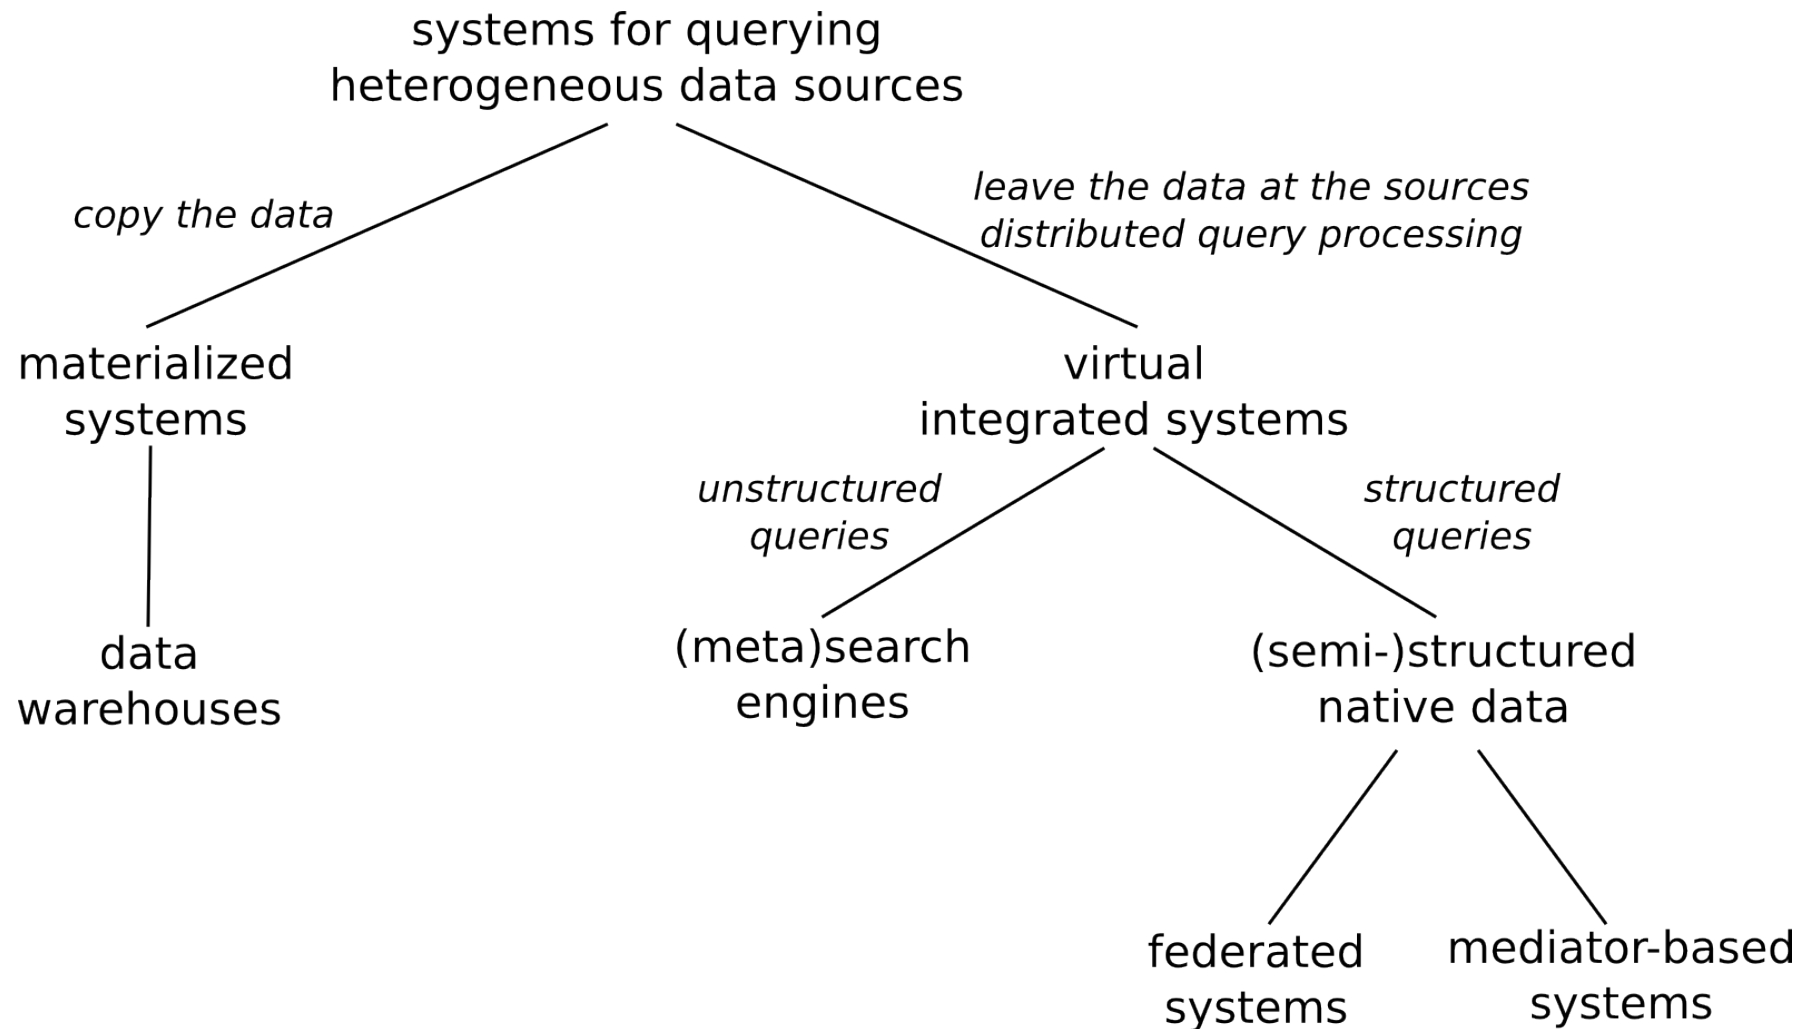 systems for querying
heterogeneous data sources
copy the data
leave the data at the sources
distributed query processing
materialized
systems
virtual
integrated systems
unstructured
queries
structured
queries
data
warehouses
(meta)search
engines
(semi-)structured
native data
federated
systems
mediator-based
systems